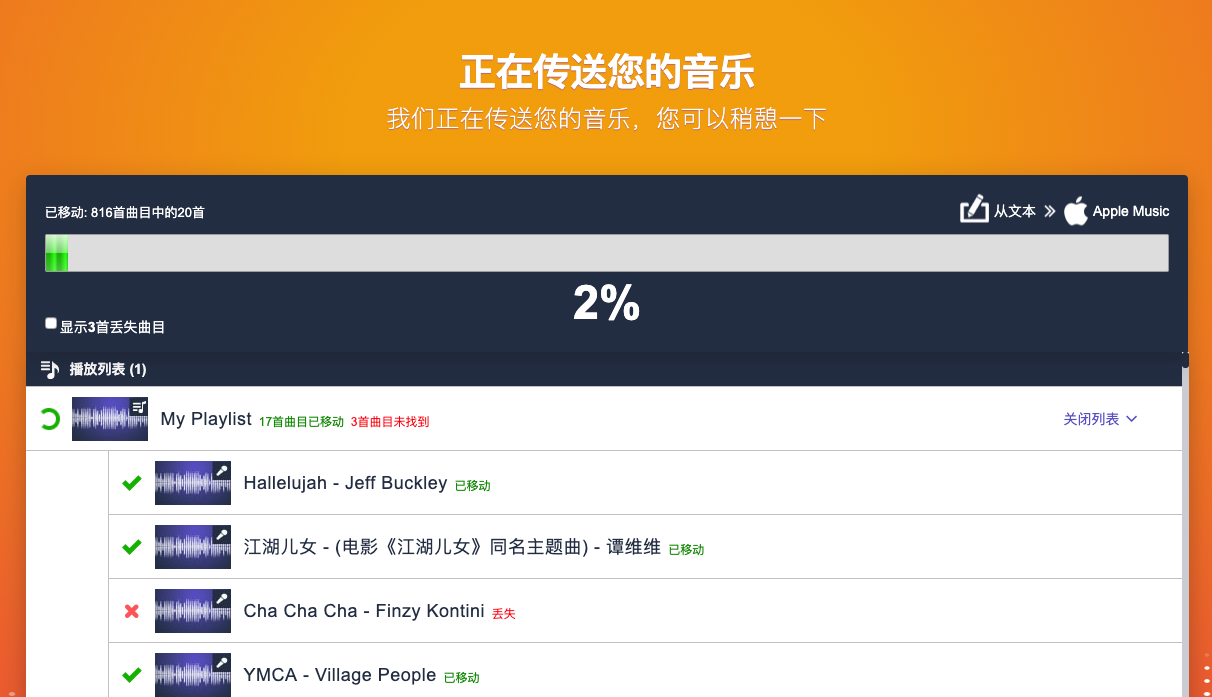 正在传送您的音乐
我们正在传送您的音乐，您可以稍憩一下
已移动: 816首曲目中的20首
从文本 Apple Music
2%
显示3首丢失曲目
播放列表 (1)
My Playlist 17首曲目已移动 3首曲目未找到 关闭列表
Hallelujah - Jeff Buckley 已移动
江湖儿女 - (电影《江湖儿女》同名主题曲) - 谭维维 已移动
Cha Cha Cha - Finzy Kontini 丢失
YMCA - Village People 已移动